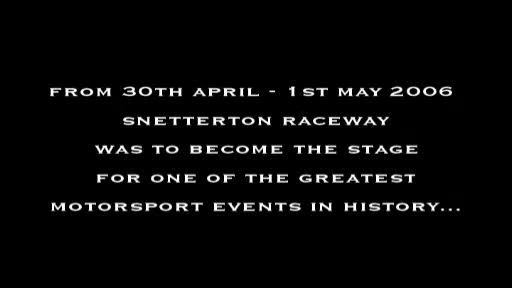 FROM 30TH APRIL - 1ST MAY 2006
SNETTERTON RACEWAY
WAS TO BECOME THE STAGE
FOR ONE OF THE GREATEST
MOTORSPORT EVENTS IN HISTORY...